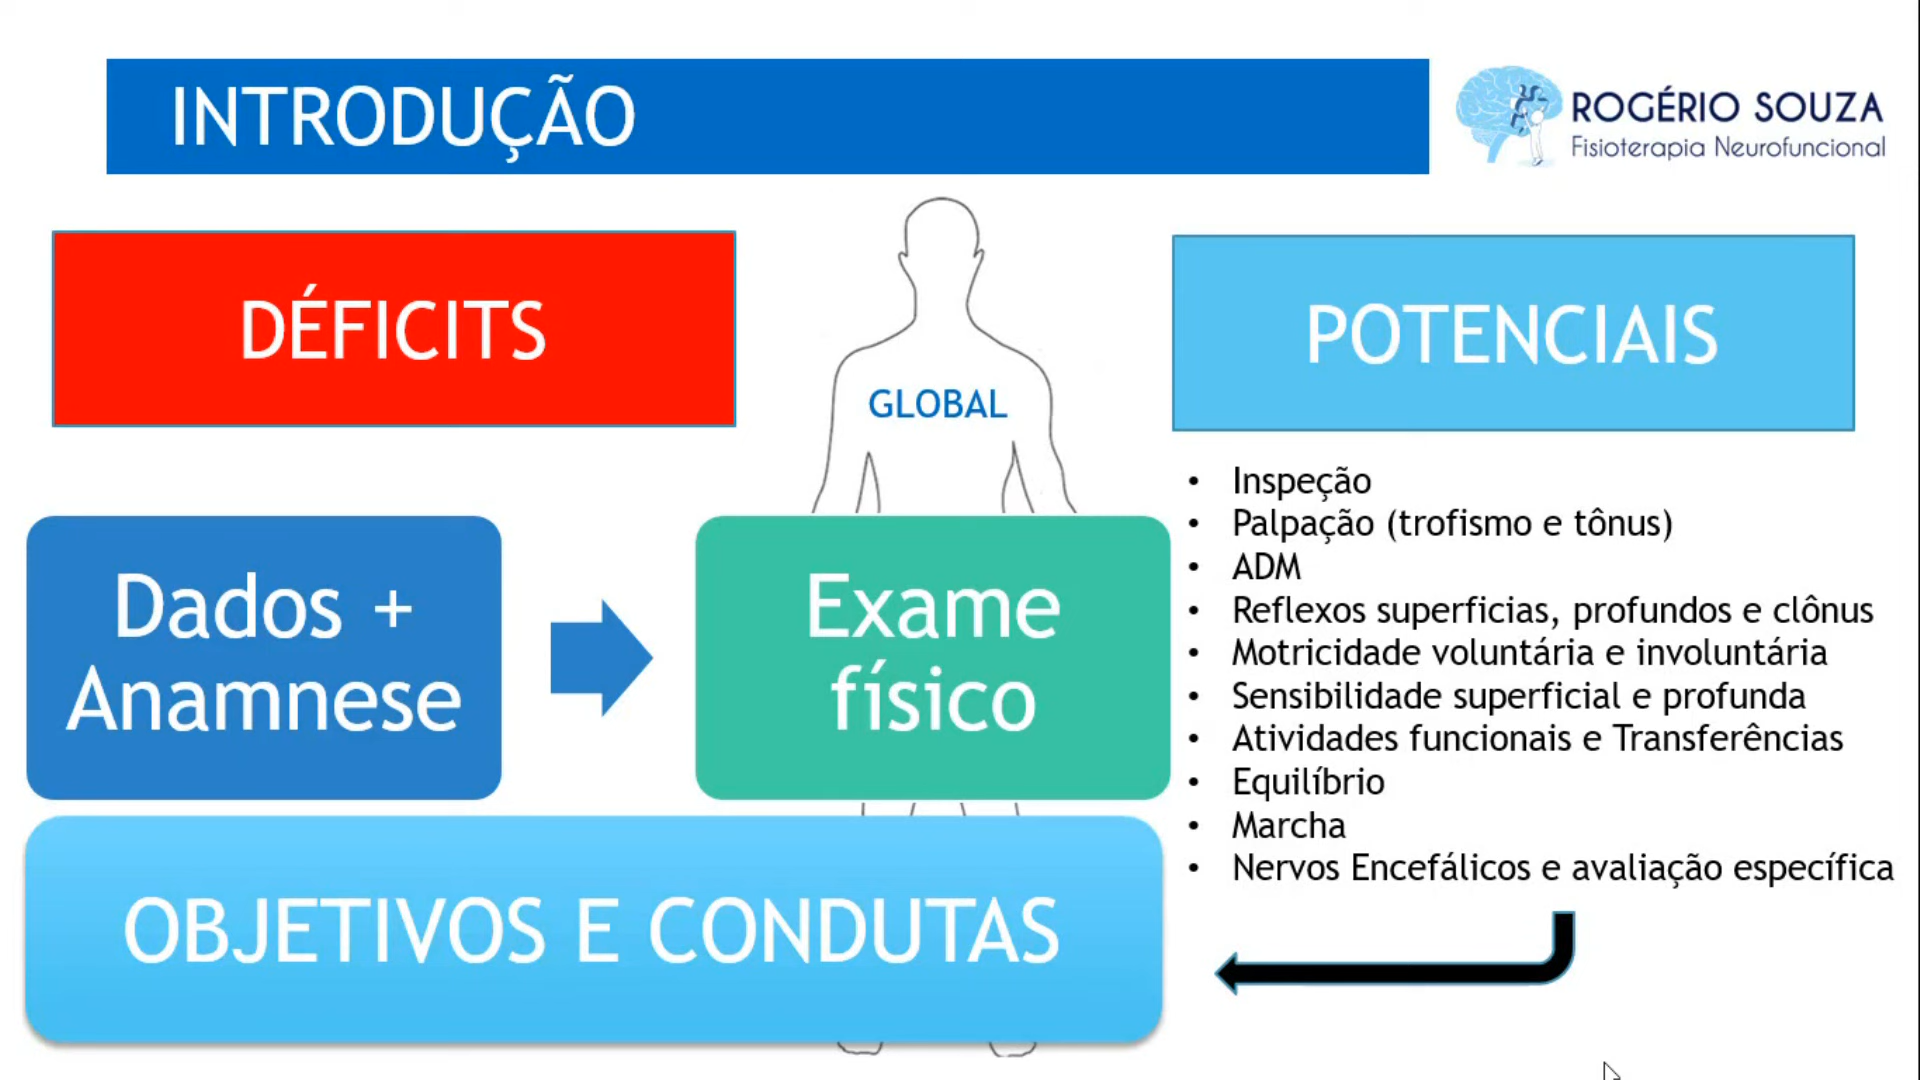 INTRODUÇÃO
ROGÉRIO SOUZA
Fisioterapia Neurofuncional
DÉFICITS
GLOBAL
POTENCIAIS
Dados +
Anamnese
Exame
físico
• Inspeção
• Palpação (trofismo e tônus)
• ADM
• Reflexos superficias, profundos e clônus
• Motricidade voluntária e involuntária
• Sensibilidade superficial e profunda
• Atividades funcionais e Transferências
• Equilíbrio
• Marcha
• Nervos Encefálicos e avaliação específica
OBJETIVOS E CONDUTAS